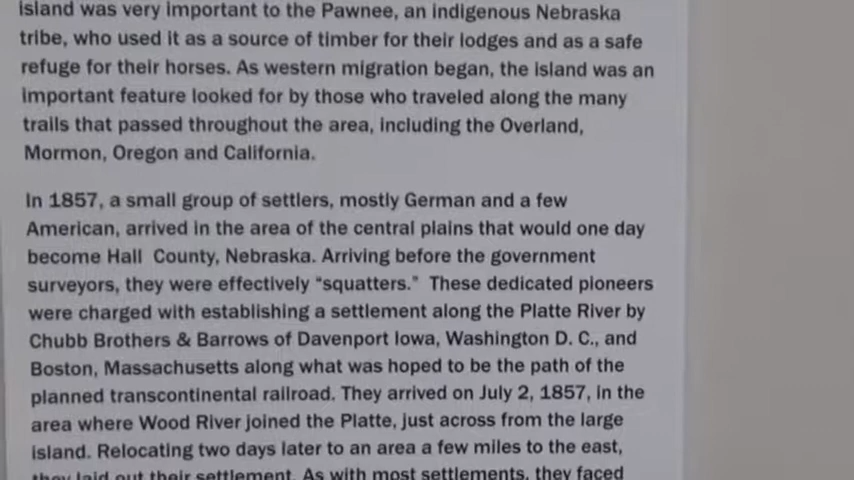 island was very important to the Pawnee, an indigenous Nebraska
tribe, who used it as a source of timber for their lodges and as a safe
refuge for their horses. As western migration began, the island was an
important feature looked for by those who traveled along the many
trails that passed throughout the area, including the Overland,
Mormon, Oregon and California.
In 1857, a small group of settlers, mostly German and a few
American, arrived in the area of the central plains that would one day
become Hall County, Nebraska. Arriving before the government
surveyors, they were effectively “squatters.” These dedicated pioneers
were charged with establishing a settlement along the Platte River by
Chubb Brothers & Barrows of Davenport Iowa, Washington D. C., and
Boston, Massachusetts along what was hoped to be the path of the
planned transcontinental railroad. They arrived on July 2, 1857, in the
area where Wood River joined the Platte, just across from the large
island. Relocating two days later to an area a few miles to the east,
they laid out their settlement. As with most settlements, they faced